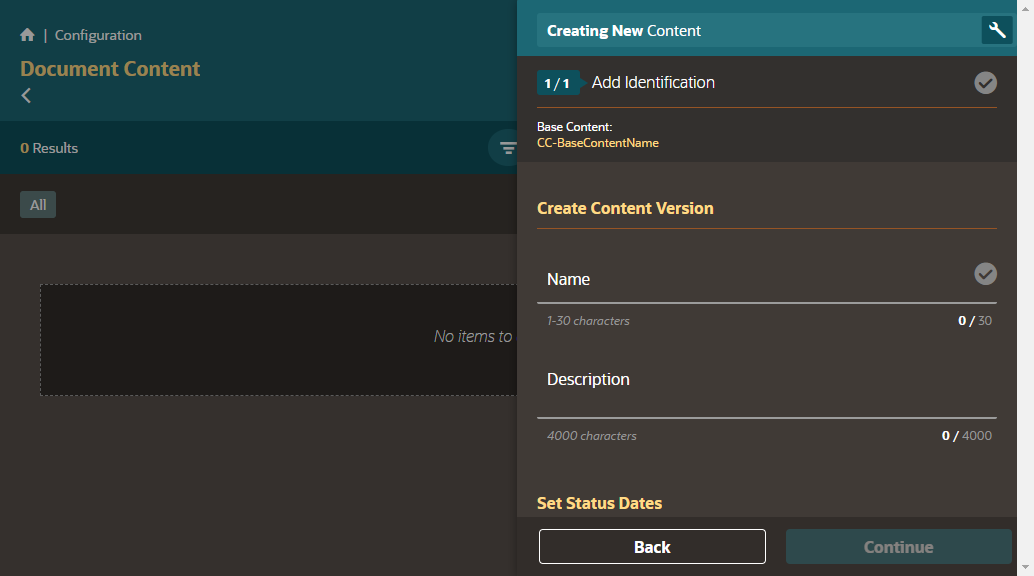 | Configuration
Document Content
0 Results
All
No items to
Creating New Content
1 / 1 Add Identification
Base Content:
CC-BaseContentName
Create Content Version
Name
1-30 characters 0 / 30
Description
4000 characters 0 / 4000
Set Status Dates
Back Continue